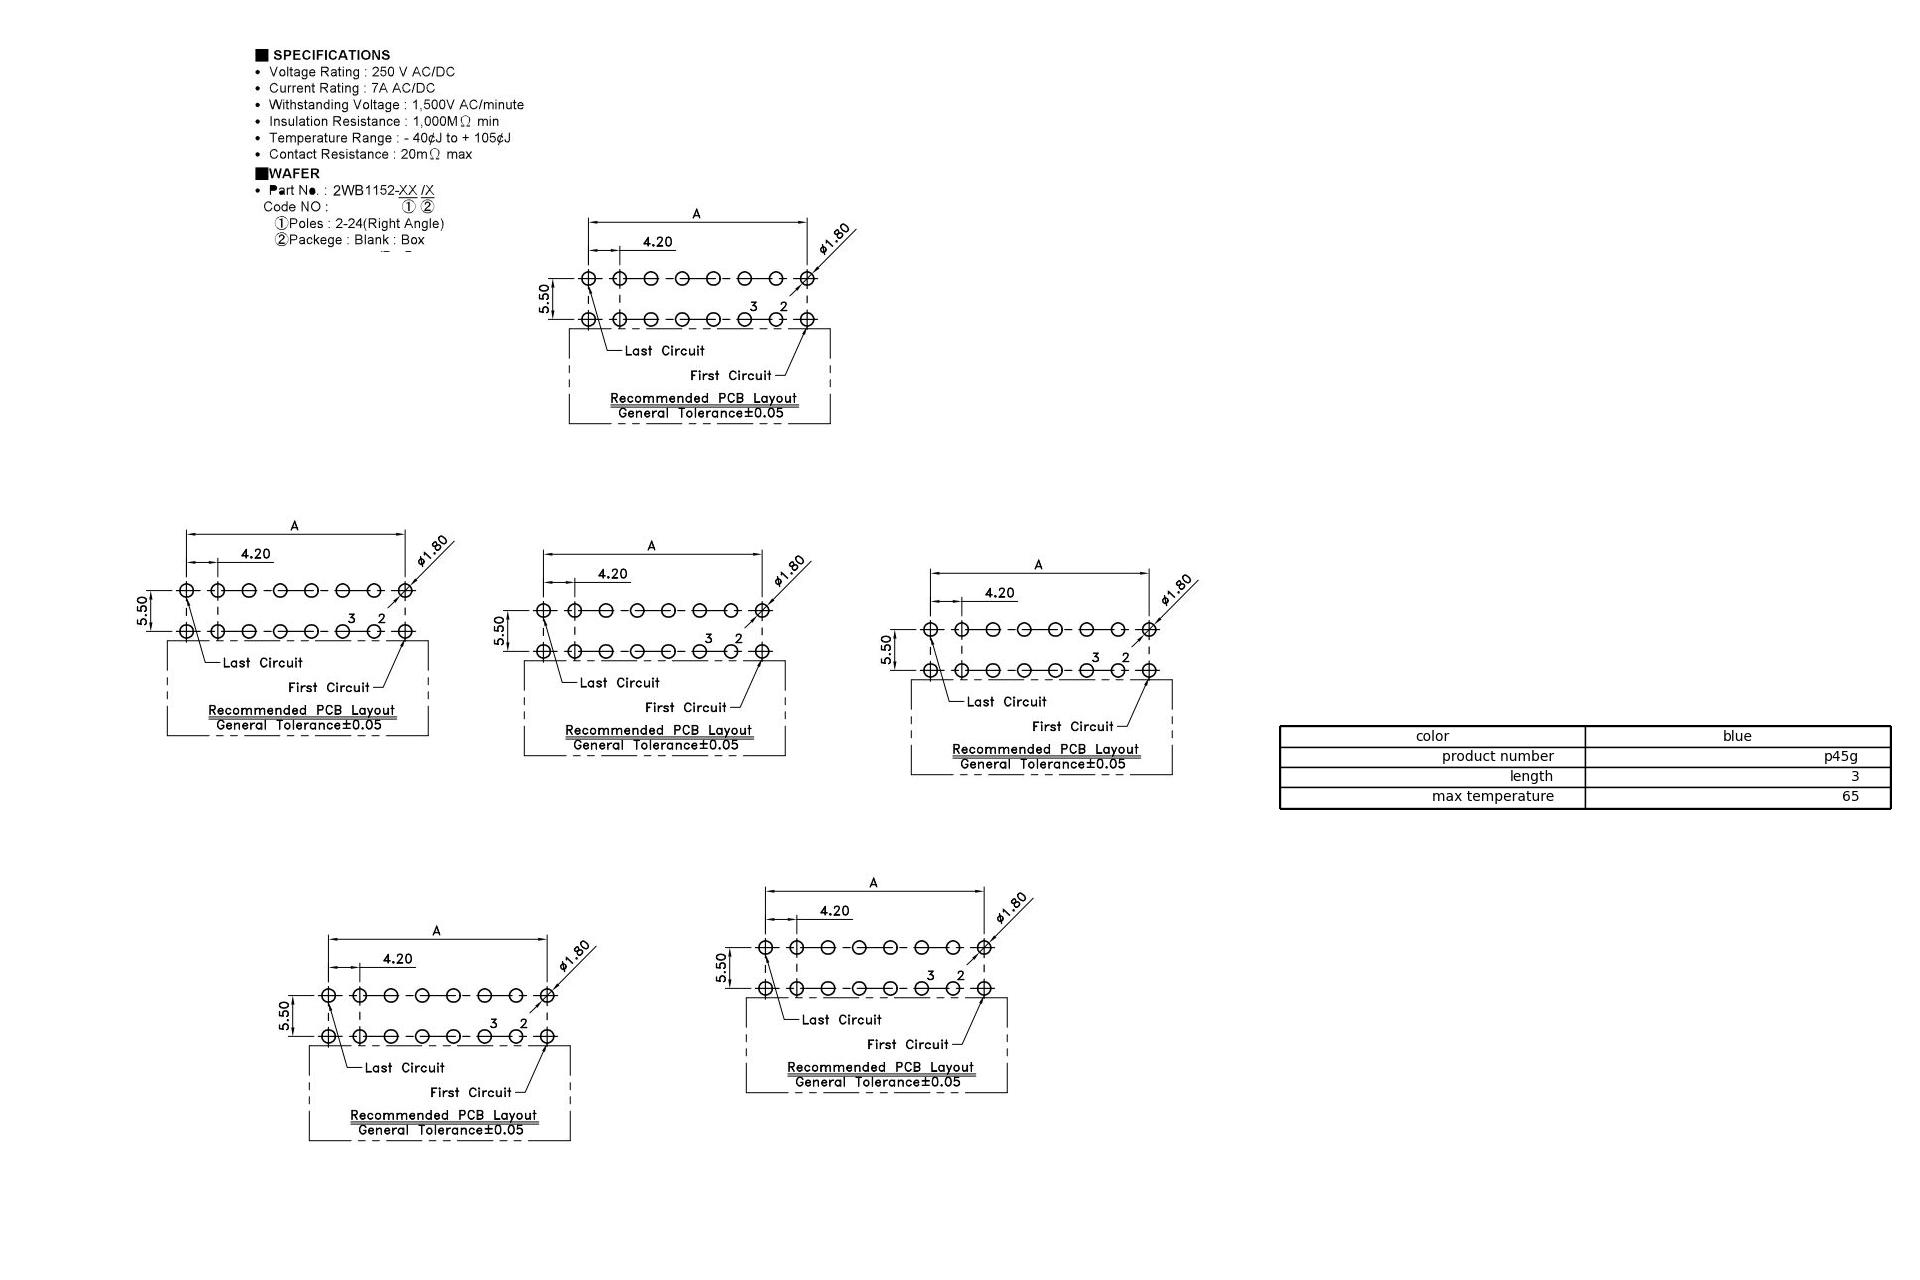 ■ SPECIFICATIONS
• Voltage Rating : 250 V AC/DC
• Current Rating : 7A AC/DC
• Withstanding Voltage : 1,500V AC/minute
• Insulation Resistance : 1,000MΩ min
• Temperature Range : - 40¢J to + 105¢J
• Contact Resistance : 20mΩ max
■WAFER
• Part No. : 2WB1152-XX /X
Code NO : ① ②
①Poles : 2-24(Right Angle)
②Packege : Blank : Box
A
4.20
ø1.80
5.50
3 2
Last Circuit
First Circuit
Recommended PCB Layout
General Tolerance±0.05
A
4.20
ø1.80
5.50
3 2
Last Circuit
First Circuit
Recommended PCB Layout
General Tolerance±0.05
A
4.20
ø1.80
5.50
3 2
Last Circuit
First Circuit
Recommended PCB Layout
General Tolerance±0.05
A
4.20
ø1.80
5.50
3 2
Last Circuit
First Circuit
Recommended PCB Layout
General Tolerance±0.05
color blue
product number p45g
length 3
max temperature 65
A
4.20
ø1.80
5.50
3 2
Last Circuit
First Circuit
Recommended PCB Layout
General Tolerance±0.05
A
4.20
ø1.80
5.50
3 2
Last Circuit
First Circuit
Recommended PCB Layout
General Tolerance±0.05